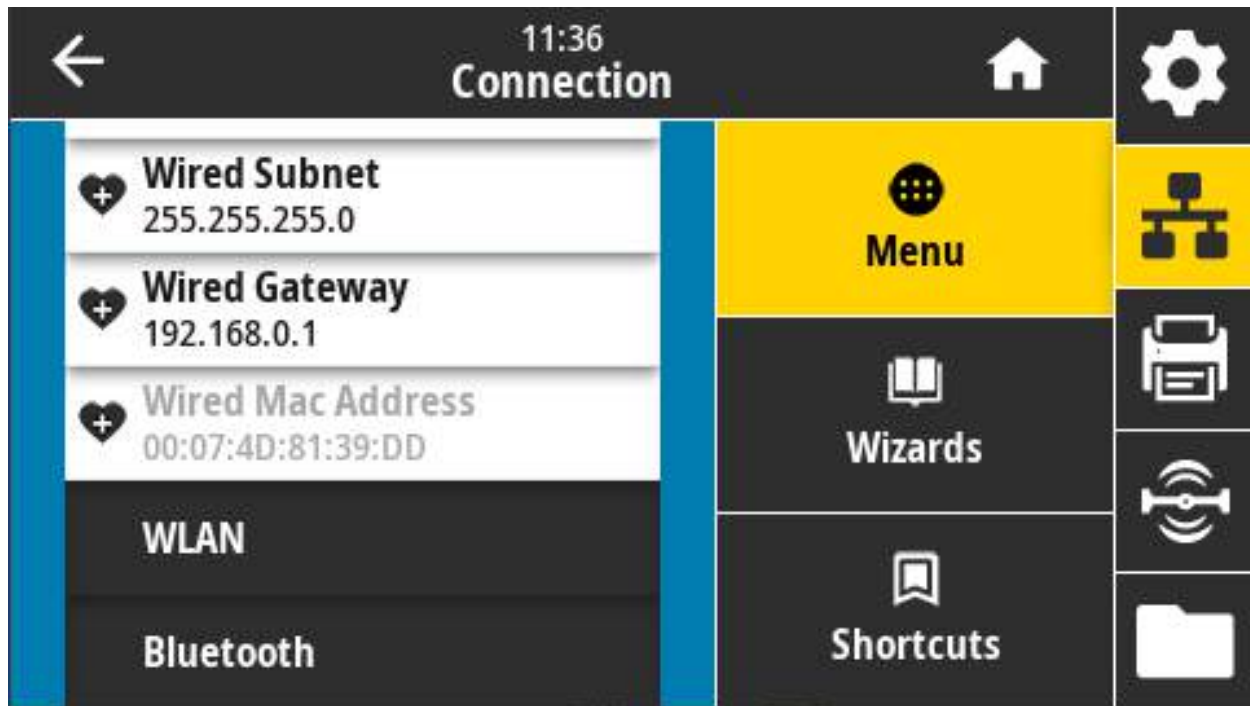 11:36
Connection
Wired Subnet
255.255.255.0
Wired Gateway
192.168.0.1
Wired Mac Address
00:07:4D:81:39:DD
WLAN
Bluetooth
Menu
Wizards
Shortcuts